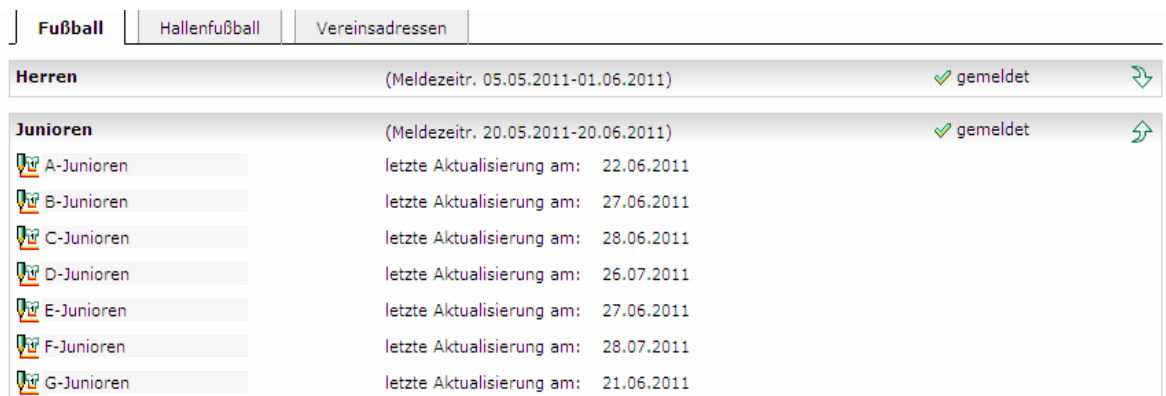 Fußball Hallenfußball Vereinsadressen
Herren (Meldezeitr. 05.05.2011-01.06.2011) gemeldet
Junioren (Meldezeitr. 20.05.2011-20.06.2011) gemeldet
A-Junioren letzte Aktualisierung am: 22.06.2011
B-Junioren letzte Aktualisierung am: 27.06.2011
C-Junioren letzte Aktualisierung am: 28.06.2011
D-Junioren letzte Aktualisierung am: 26.07.2011
E-Junioren letzte Aktualisierung am: 27.06.2011
F-Junioren letzte Aktualisierung am: 28.07.2011
G-Junioren letzte Aktualisierung am: 21.06.2011